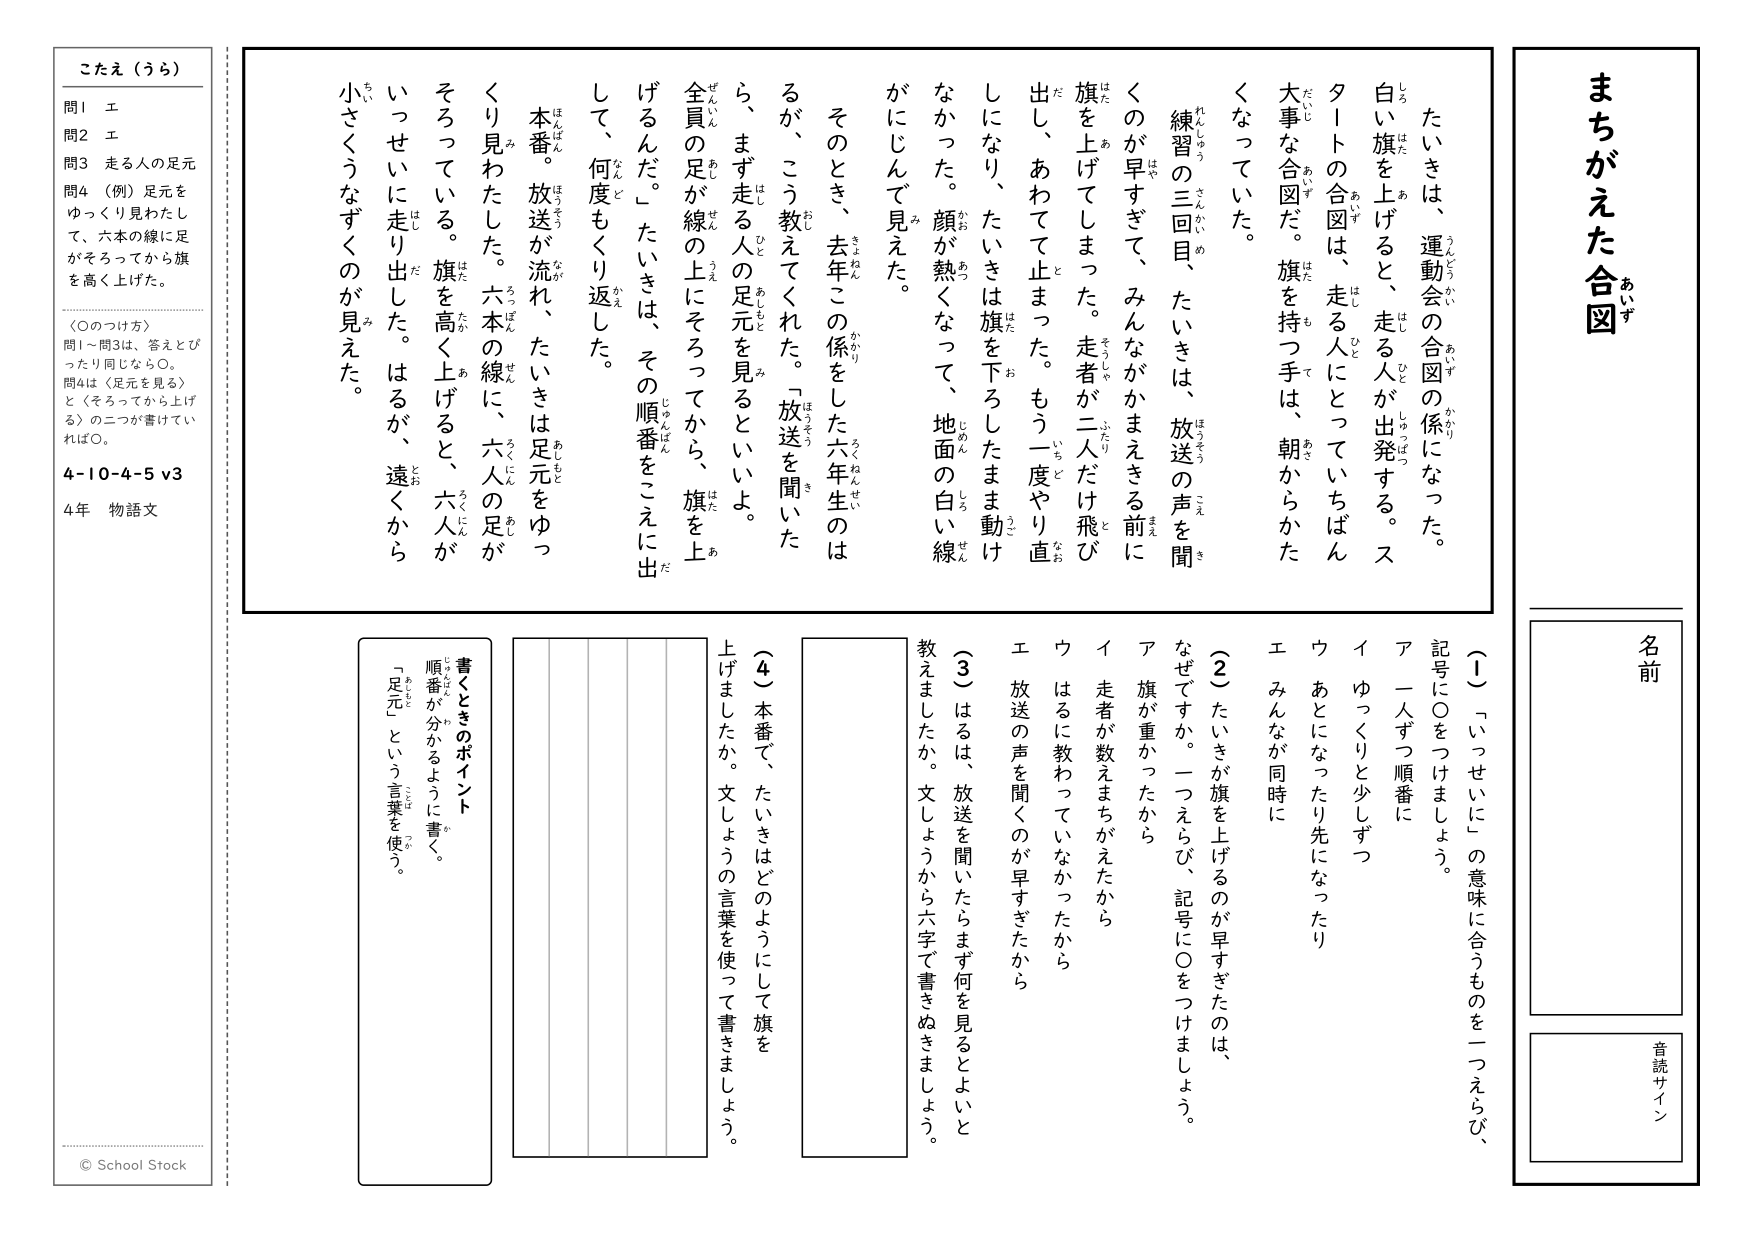 まちがえた合図
名前
音読サイン
たいきは、運動会の合図の係になった。
白い旗を上げると、走る人が出発する。ス
タートの合図は、走る人にとっていちばん
大事な合図だ。旗を持つ手は、朝からかた
くなっていた。
練習の三回目、たいきは、放送の声を聞
くのが早すぎて、みんながかまえきる前に
旗を上げてしまった。走者が二人だけ飛び
出し、あわてて止まった。もう一度やり直
しになり、たいきは旗を下ろしたまま動け
なかった。顔が熱くなって、地面の白い線
がにじんで見えた。
そのとき、去年この係をした六年生のは
るが、こう教えてくれた。「放送を聞いた
ら、まず走る人の足元を見るといいよ。
全員の足が線の上にそろってから、旗を上
げるんだ。」たいきは、その順番をこえに出
して、何度もくり返した。
本番。放送が流れ、たいきは足元をゆっ
くり見わたした。六本の線に、六人の足が
そろっている。旗を高く上げると、六人が
いっせいに走り出した。はるが、遠くから
小さくうなずくのが見えた。
(1)「いっせいに」の意味に合うものを一つえらび、
記号に〇をつけましょう。
ア 一人ずつ順番に
イ ゆっくりと少しずつ
ウ あとになったり先になったり
エ みんなが同時に
(2)たいきが旗を上げるのが早すぎたのは、
なぜですか。一つえらび、記号に〇をつけましょう。
ア 旗が重かったから
イ 走者が数えまちがえたから
ウ はるに教わっていなかったから
エ 放送の声を聞くのが早すぎたから
(3)はるは、放送を聞いたらまず何を見るとよいと
教えましたか。文しょうから六字で書きぬきましょう。
(4)本番で、たいきはどのようにして旗を
上げましたか。文しょうの言葉を使って書きましょう。
書くときのポイント
順番が分かるように書く。
「足元」という言葉を使う。
こたえ(うら)
問1 エ
問2 エ
問3 走る人の足元
問4 (例)足元を
ゆっくり見わたし
て、六本の線に足
がそろってから旗
を高く上げた。
〈〇のつけ方〉
問1~問3は、答えとぴ
ったり同じなら〇。
問4は〈足元を見る〉
と〈そろってから上げ
る〉の二つが書けてい
れば〇。
4-10-4-5 v3
4年 物語文
© School Stock